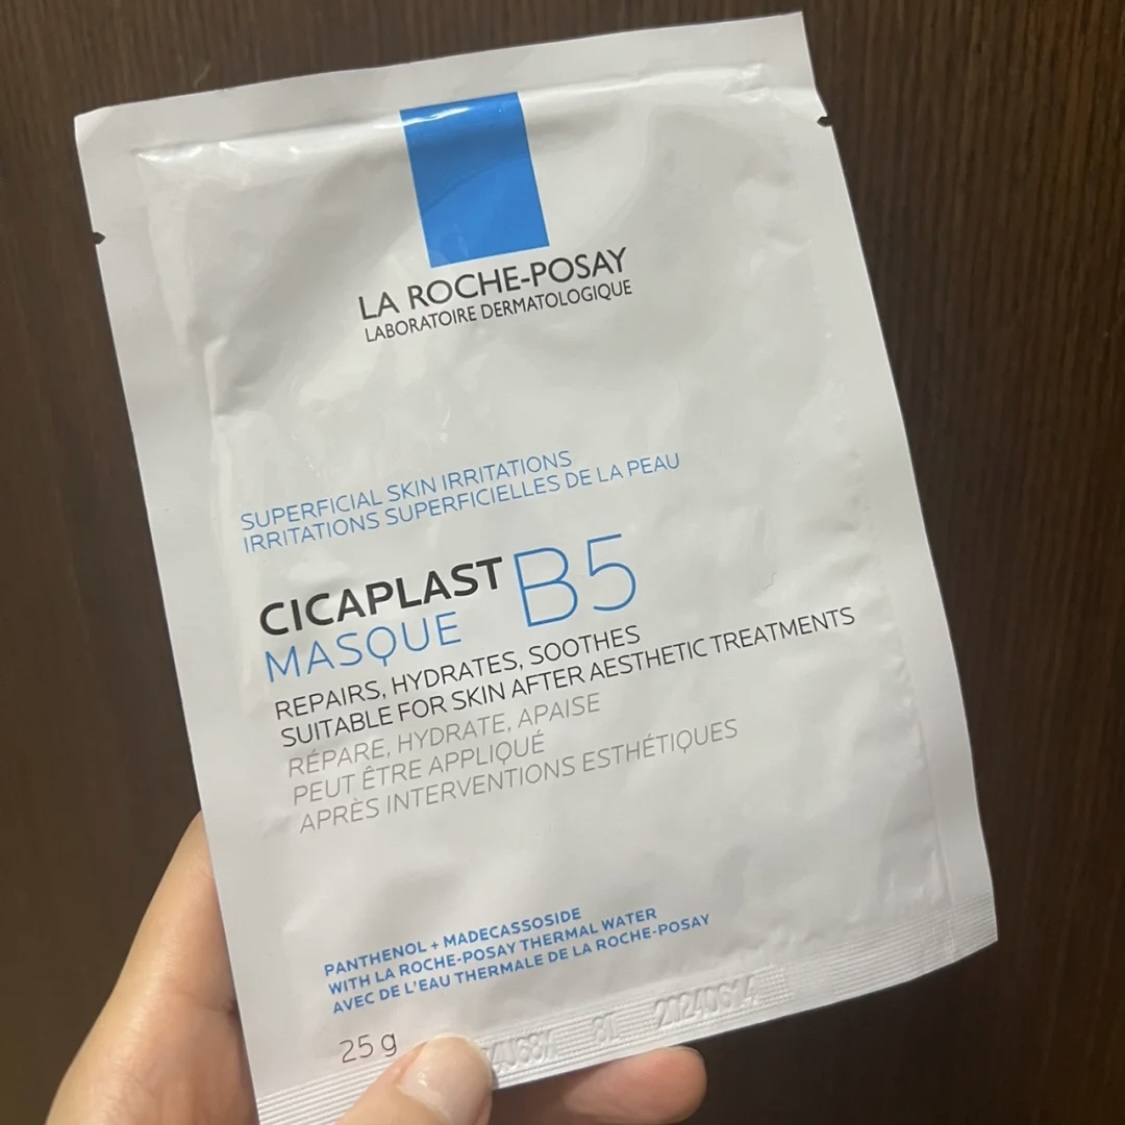 LA ROCHE-POSAY
LABORATOIRE DERMATOLOGIQUE
SUPERFICIAL SKIN IRRITATIONS
IRRITATIONS SUPERFICIELLES DE LA PEAU
CICAPLAST B5
MASQUE
REPAIRS, HYDRATES, SOOTHES
SUITABLE FOR SKIN AFTER AESTHETIC TREATMENTS
RÉPARE, HYDRATE, APAISE
PEUT ÊTRE APPLIQUÉ
APRÈS INTERVENTIONS ESTHÉTIQUES
PANTHENOL + MADECASSOSIDE
WITH LA ROCHE-POSAY THERMAL WATER
AVEC DE L'EAU THERMALE DE LA ROCHE-POSAY
25 g
20240614